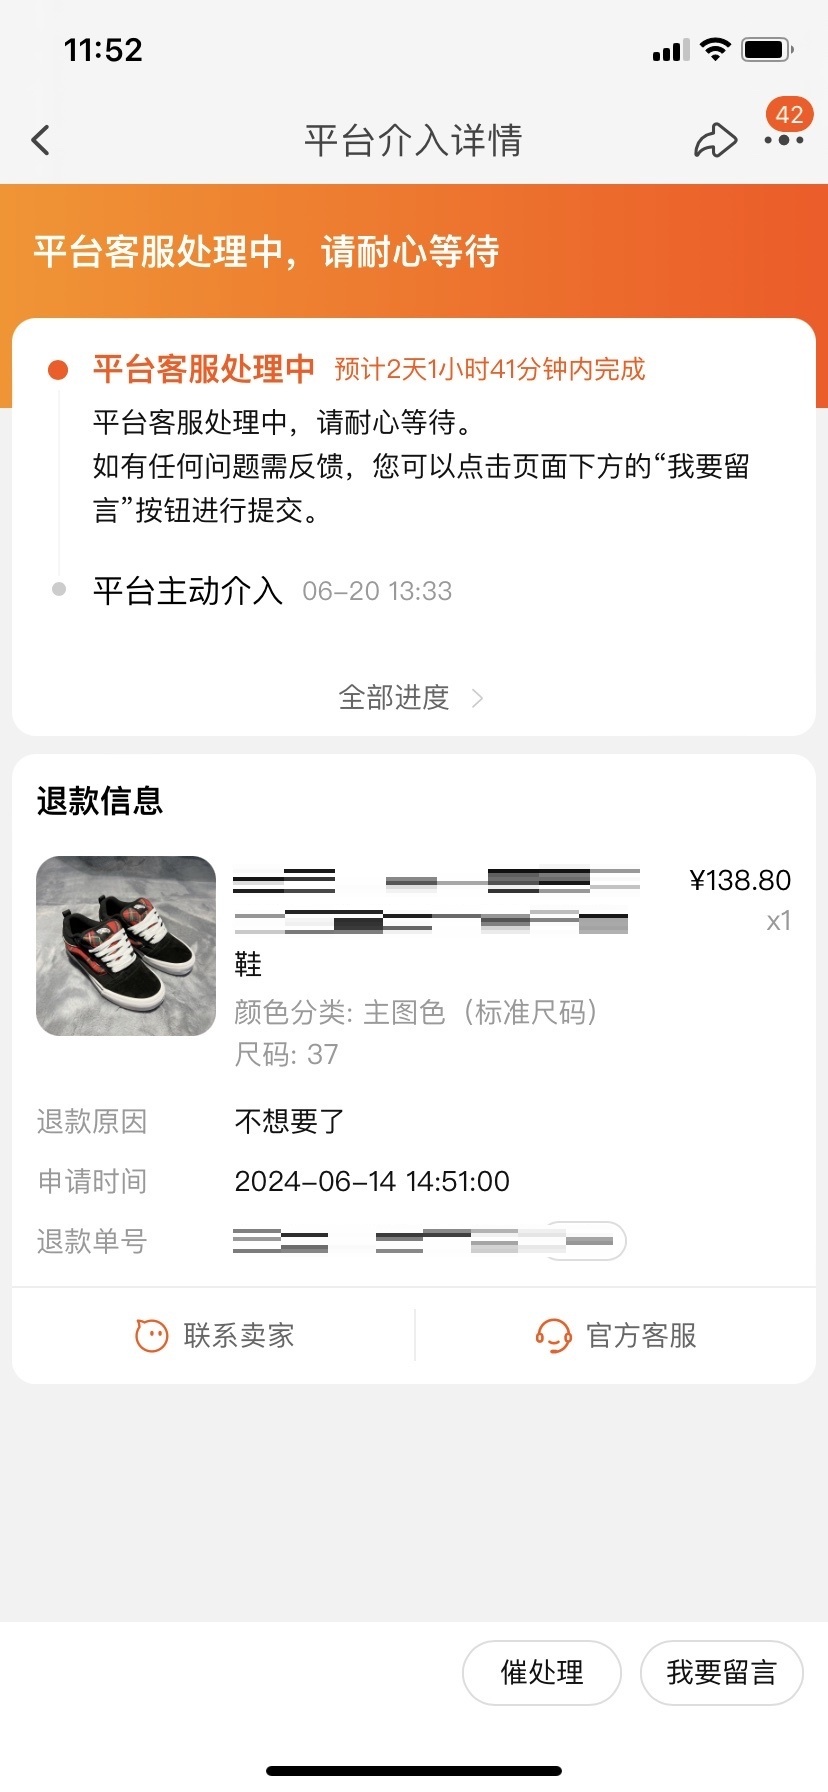 11:52
平台介入详情
42
平台客服处理中，请耐心等待
平台客服处理中 预计2天1小时41分钟内完成
平台客服处理中，请耐心等待。
如有任何问题需反馈，您可以点击页面下方的“我要留
言”按钮进行提交。
平台主动介入 06-20 13:33
全部进度
退款信息
¥138.80
x1
鞋
颜色分类: 主图色（标准尺码）
尺码: 37
退款原因 不想要了
申请时间 2024-06-14 14:51:00
退款单号
联系卖家 官方客服
催处理 我要留言